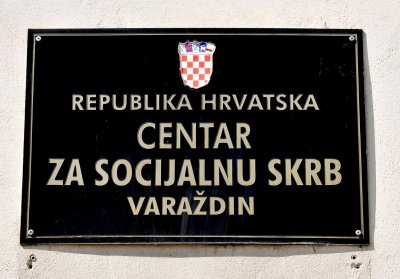 REPUBLIKA HRVATSKA
CENTAR
ZA SOCIJALNU SKRB
VARAŽDIN